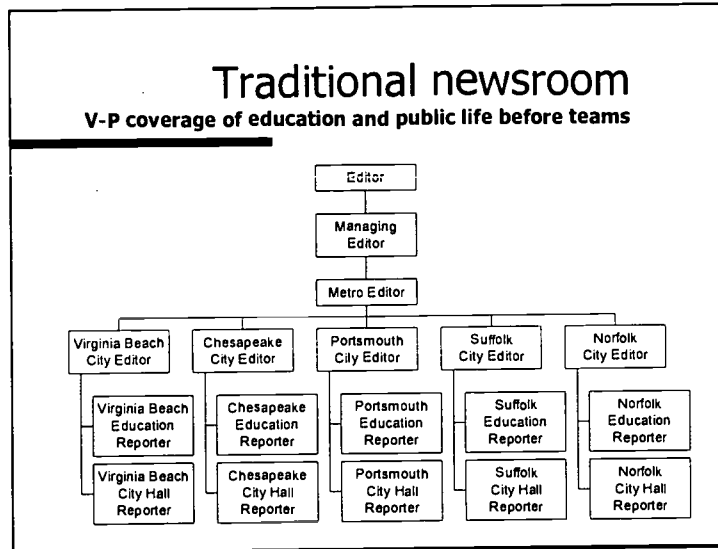 Traditional newsroom
V-P coverage of education and public life before teams
Editor
Managing
Editor
Metro Editor
Virginia Beach
City Editor
Chesapeake
City Editor
Portsmouth
City Editor
Suffolk
City Editor
Norfolk
City Editor
Virginia Beach
Education
Reporter
Chesapeake
Education
Reporter
Portsmouth
Education
Reporter
Suffolk
Education
Reporter
Norfolk
Education
Reporter
Virginia Beach
City Hall
Reporter
Chesapeake
City Hall
Reporter
Portsmouth
City Hall
Reporter
Suffolk
City Hall
Reporter
Norfolk
City Hall
Reporter